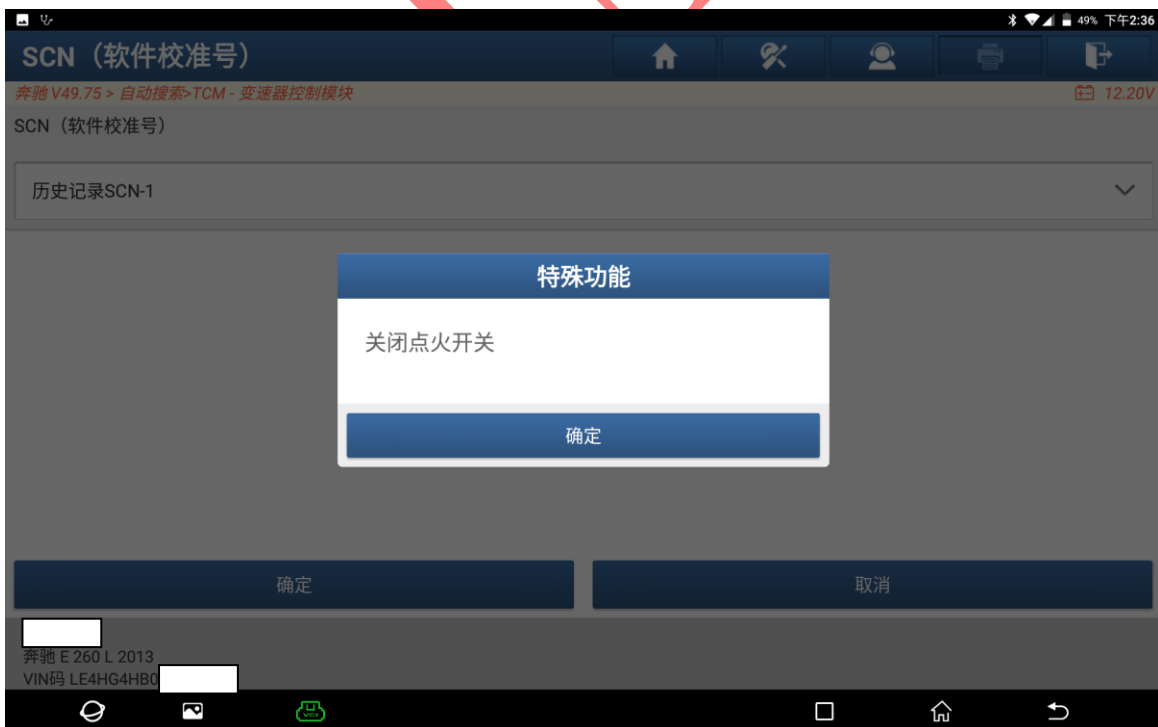 49% 下午2:36
SCN（软件校准号）
奔驰 V49.75 > 自动搜索>TCM - 变速器控制模块
12.20V
SCN（软件校准号）
历史记录SCN-1
特殊功能
关闭点火开关
确定
确定
取消
奔驰 E 260 L 2013
VIN码 LE4HG4HB0
VCI